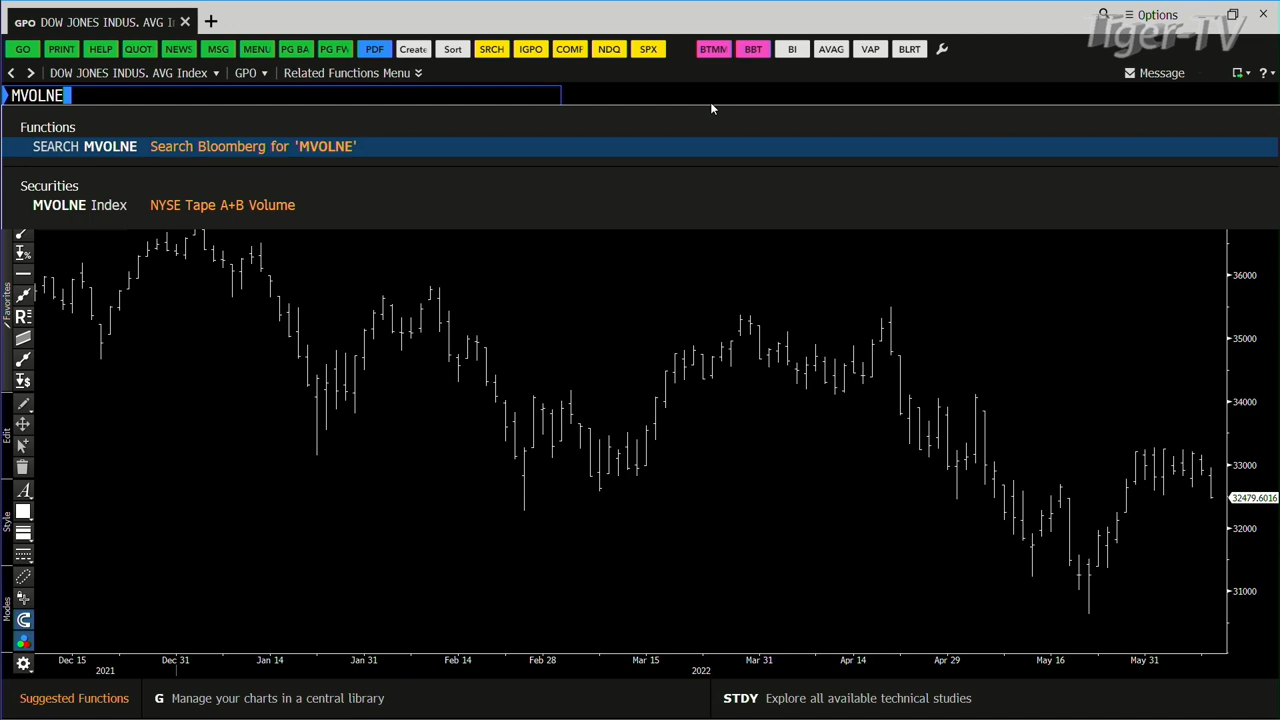 GPO DOW JONES INDUS. AVG I
Options
Tiger-TV
GO PRINT HELP QUOT NEWS MSG MENU PG BA PG FW PDF Create Sort SRCH IGPO COMF NDQ SPX BTMM BBT BI AVAG VAP BLRT
DOW JONES INDUS. AVG Index GPO Related Functions Menu Message ?
MVOLNE
Functions
SEARCH MVOLNE Search Bloomberg for 'MVOLNE'
Securities
MVOLNE Index NYSE Tape A+B Volume
Favorites
Edit
Style
Modes
36000
35000
34000
33000
32479.6016
32000
31000
Dec 15 Dec 31 Jan 14 Jan 31 Feb 14 Feb 28 Mar 15 Mar 31 Apr 14 Apr 29 May 16 May 31
2021 2022
Suggested Functions G Manage your charts in a central library STDY Explore all available technical studies